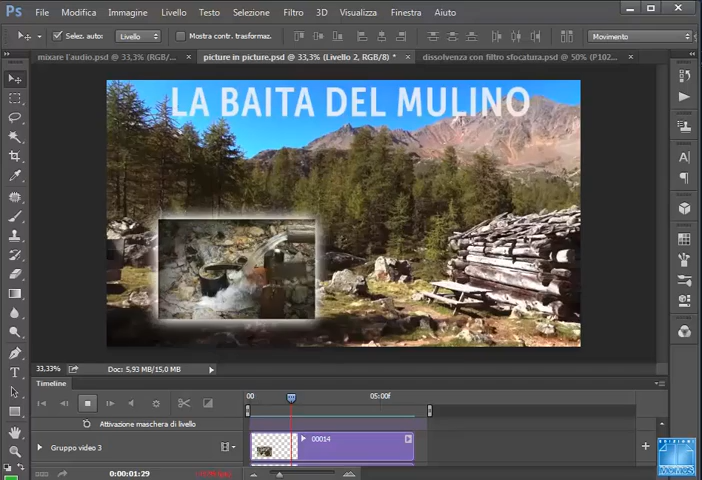 Ps File Modifica Immagine Livello Testo Selezione Filtro 3D Visualizza Finestra Aiuto
Selez. auto: Livello Mostra contr. trasformaz. Movimento
mixare l'audio.psd @ 33,3% (RGB/... × picture in picture.psd @ 33,3% (Livello 2, RGB/8) * × dissolvenza con filtro sfocatura.psd @ 50% (P102... ×
LA BAITA DEL MULINO
33,33% Doc: 5,93 MB/15,0 MB
Timeline
00 05:00f
Attivazione maschera di livello
Gruppo video 3 00014
0:00:01:29
EDIZIONI
MEMES